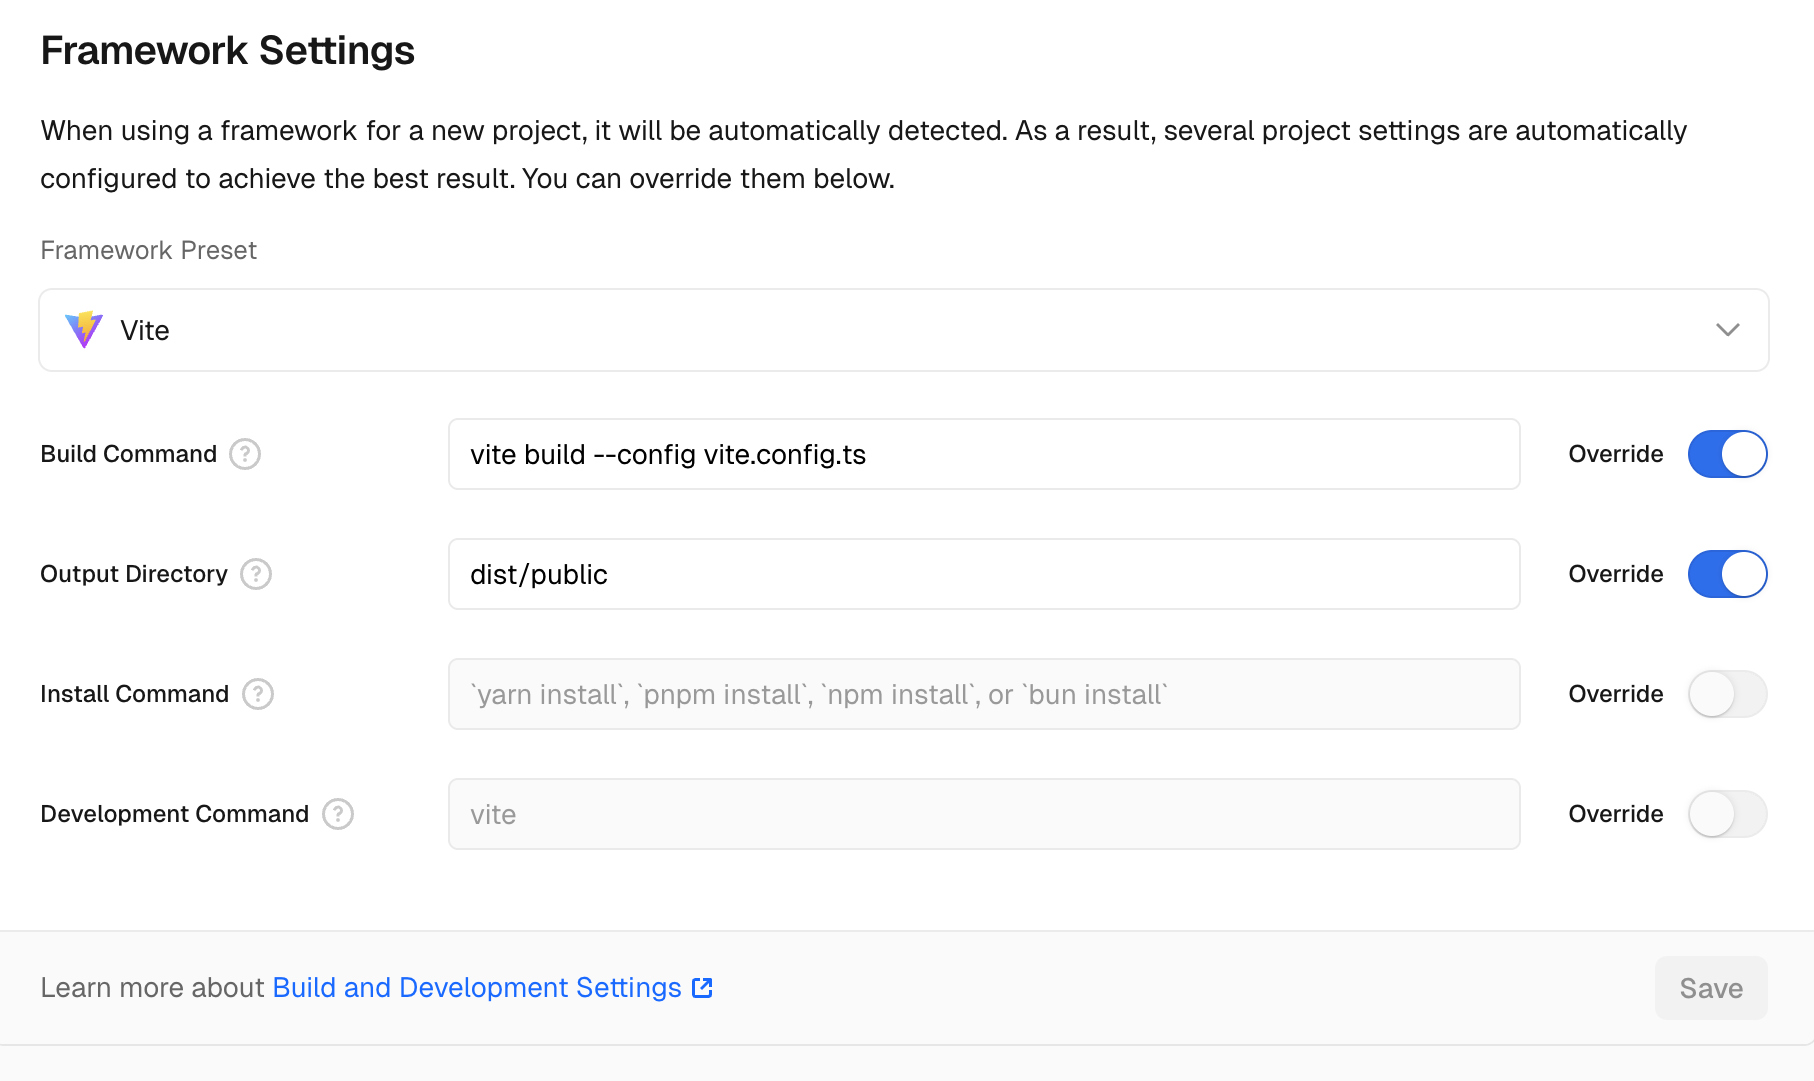 Framework Settings
When using a framework for a new project, it will be automatically detected. As a result, several project settings are automatically
configured to achieve the best result. You can override them below.
Framework Preset
Vite
Build Command ? vite build --config vite.config.ts Override
Output Directory ? dist/public Override
Install Command ? `yarn install`, `pnpm install`, `npm install`, or `bun install` Override
Development Command ? vite Override
Learn more about Build and Development Settings Save